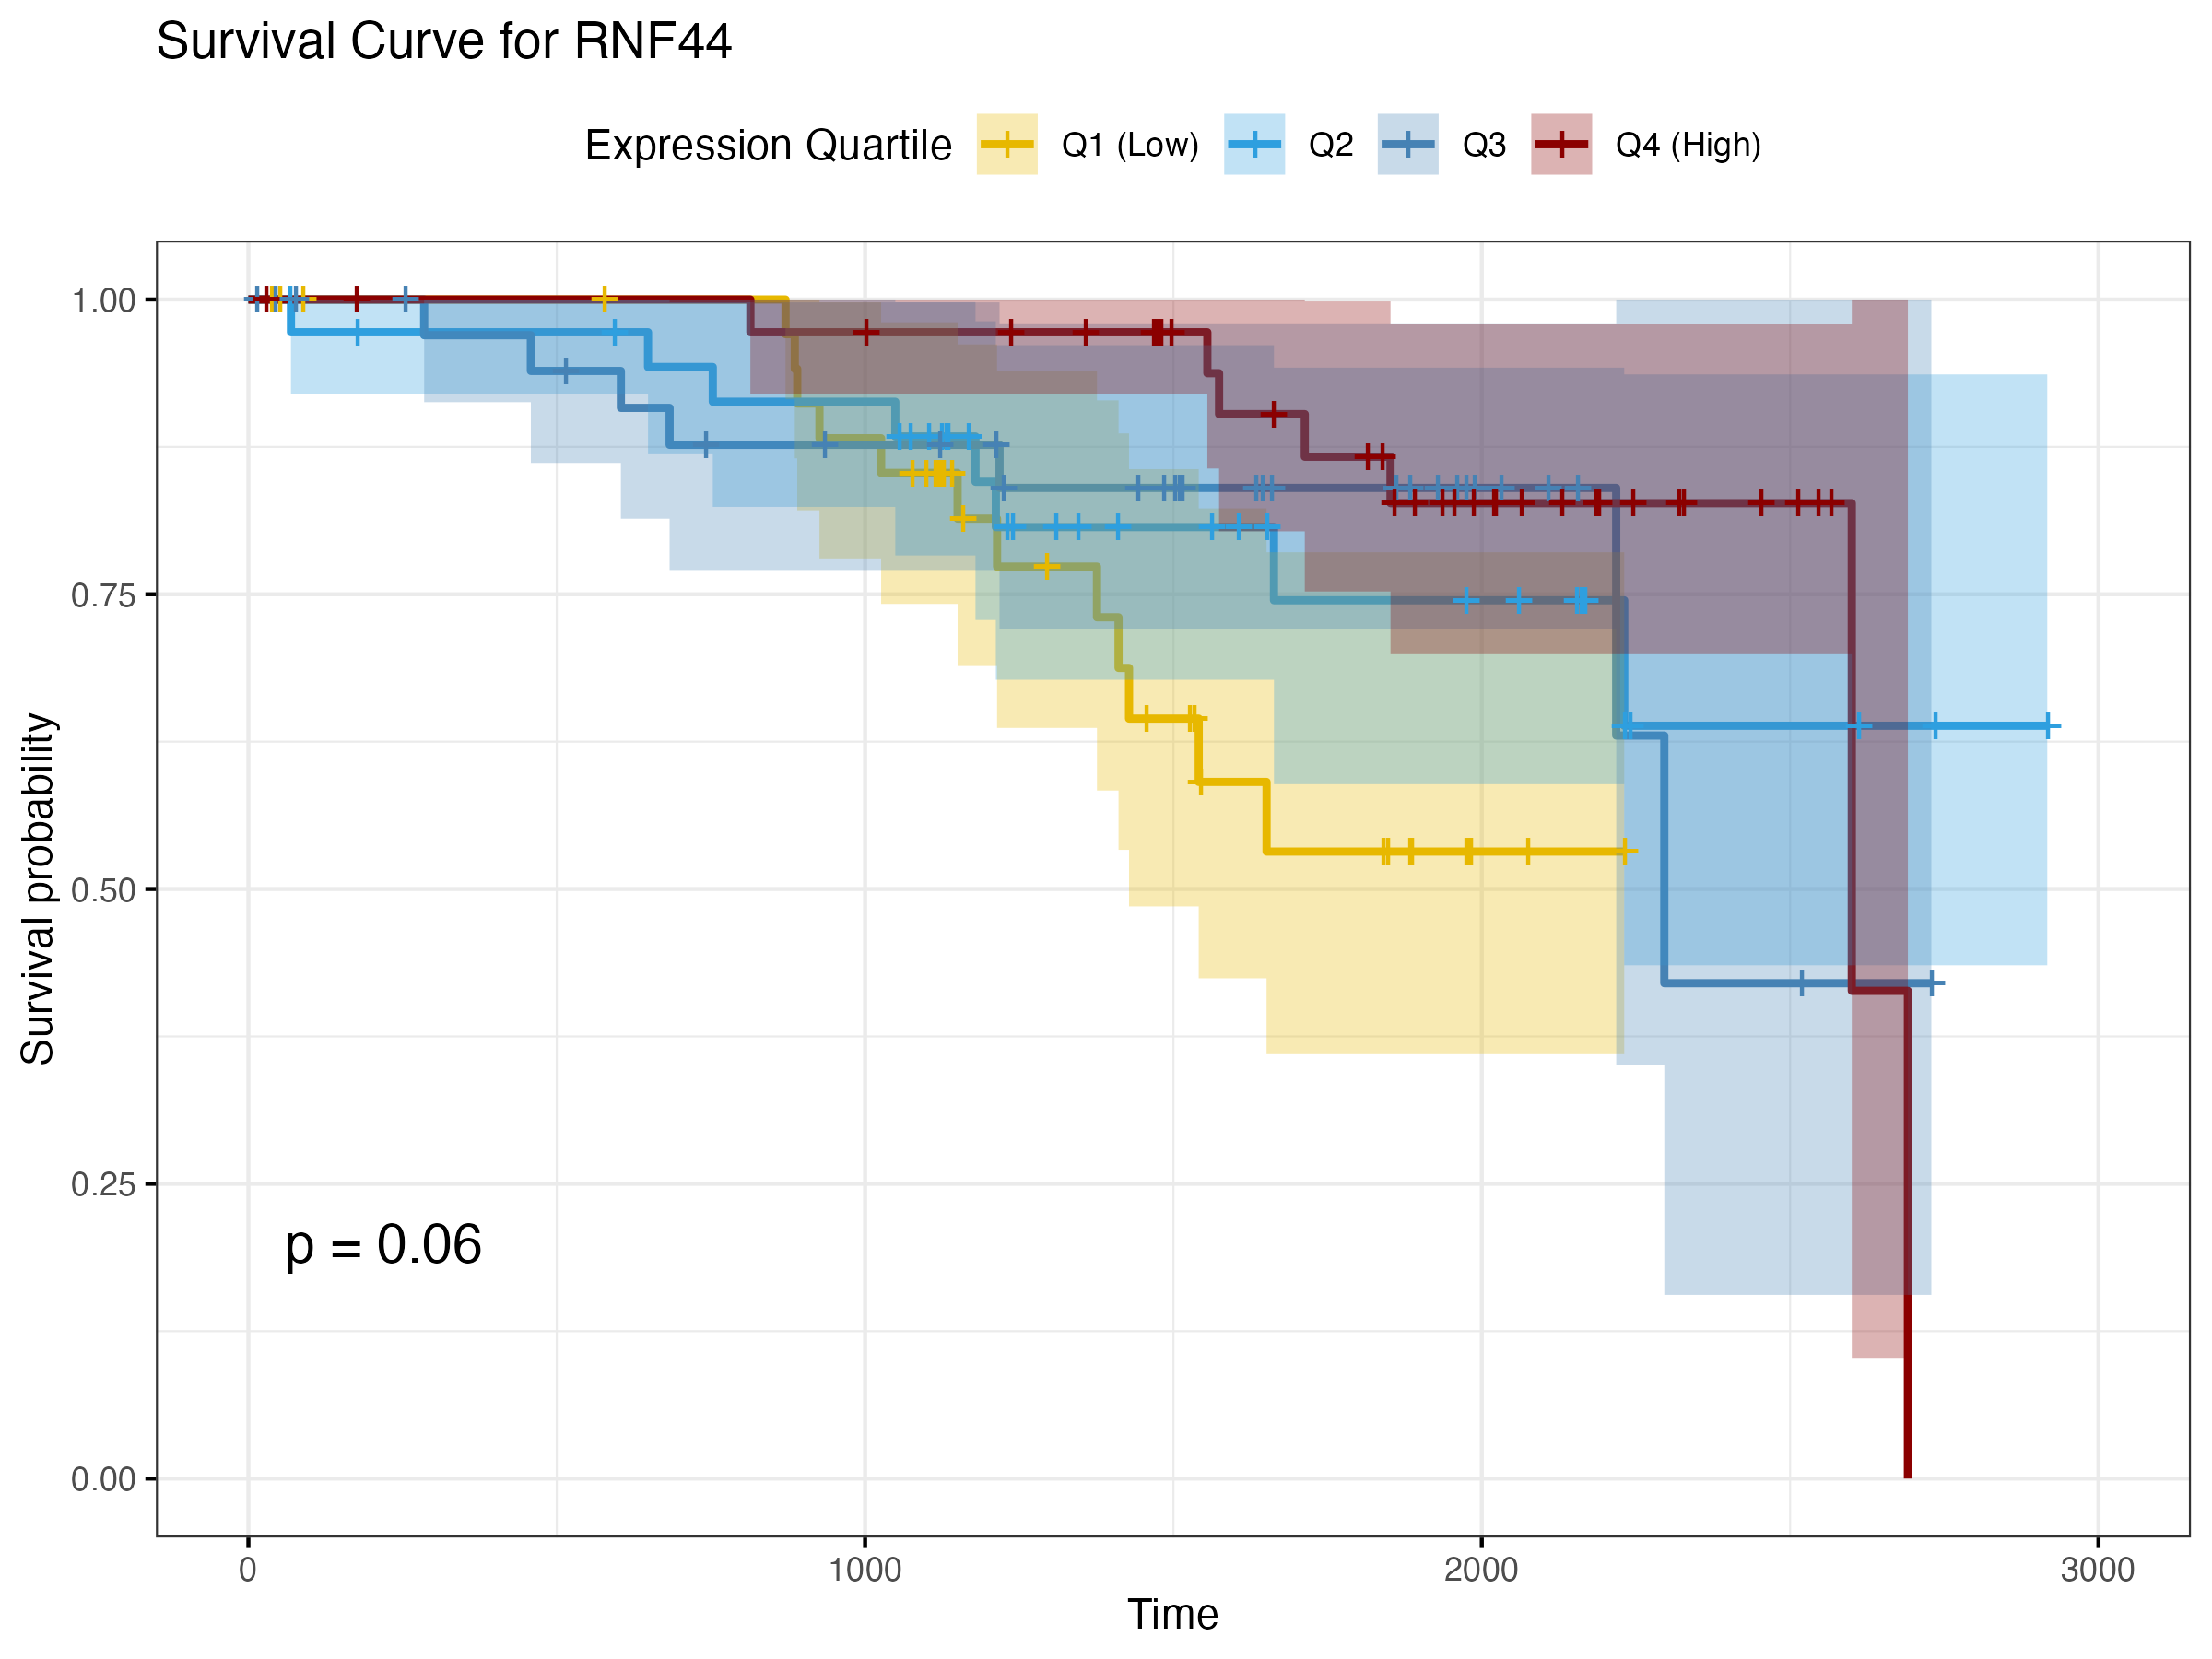 Survival Curve for RNF44
Expression Quartile Q1 (Low) Q2 Q3 Q4 (High)
Survival probability
1.00
0.75
0.50
0.25
0.00
p = 0.06
0 1000 2000 3000
Time